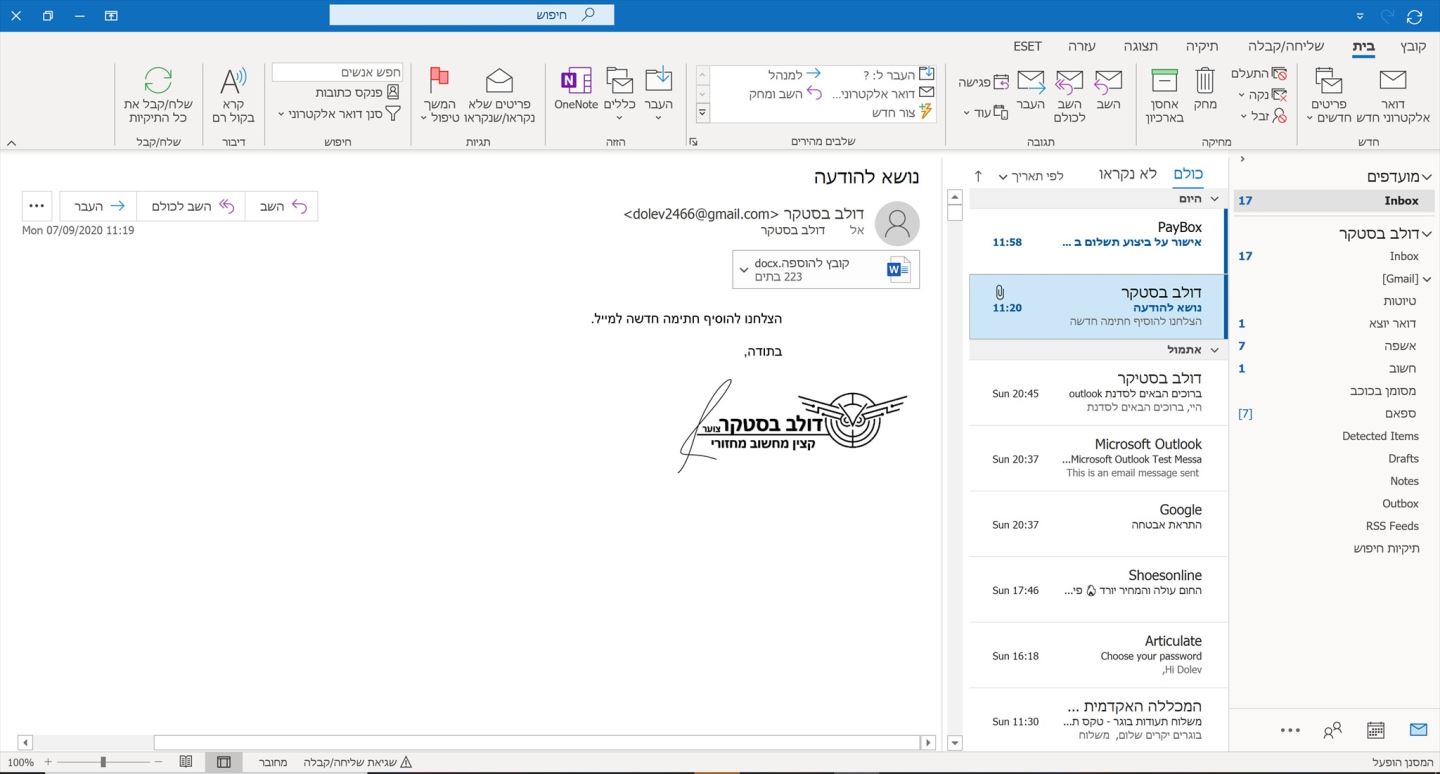 חיפוש
קובץ
בית
שליחה/קבלה
תיקיה
תצוגה
עזרה
ESET
דואר אלקטרוני חדש
פריטים חדשים
חדש
התעלם
נקה
זבל
מחק
אחסן בארכיון
מחיקה
השב
השב לכולם
העבר
פגישה
עוד
תגובה
העבר ל: ?
למנהל
דואר אלקטרוני...
השב ומחק
צור חדש
שלבים מהירים
העבר
כללים
OneNote
הזזה
פריטים שלא נקראו/שנקראו
המשך טיפול
תגיות
חפש אנשים
פנקס כתובות
סנן דואר אלקטרוני
חיפוש
קרא בקול רם
דיבור
שלח/קבל את כל התיקיות
שלח/קבל
מועדפים
Inbox 17
דולב בסטקר
Inbox 17
[Gmail]
טיוטות
דואר יוצא 1
אשפה 7
חשוב 1
מסומן בכוכב
ספאם [7]
Detected Items
Drafts
Notes
Outbox
RSS Feeds
תיקיות חיפוש
כולם
לא נקראו
לפי תאריך
היום
PayBox
אישור על ביצוע תשלום ב ...
11:58
דולב בסטקר
נושא להודעה
11:20
הצלחנו להוסיף חתימה חדשה
אתמול
דולב בסטיקר
ברוכים הבאים לסדנת outlook
Sun 20:45
היי, ברוכים הבאים לסדנת
Microsoft Outlook
Microsoft Outlook Test Messa...
Sun 20:37
This is an email message sent
Google
התראת אבטחה
Sun 20:37
Shoesonline
החום עולה והמחיר יורד פי...
Sun 17:46
Articulate
Choose your password
Sun 16:18
Hi Dolev,
המכללה האקדמית ...
משלוח תעודות בוגר - טקס ת...
Sun 11:30
בוגרים יקרים שלום, משלוח
נושא להודעה
דולב בסטקר <dolev2466@gmail.com>
אל דולב בסטקר
השב
השב לכולם
העבר
Mon 07/09/2020 11:19
קובץ להוספה.docx
223 בתים
הצלחנו להוסיף חתימה חדשה למייל.
בתודה,
דולב בסטקר צוער
קצין מחשוב מחזורי
המסנן הופעל
שגיאת שליחה/קבלה
מחובר
100%